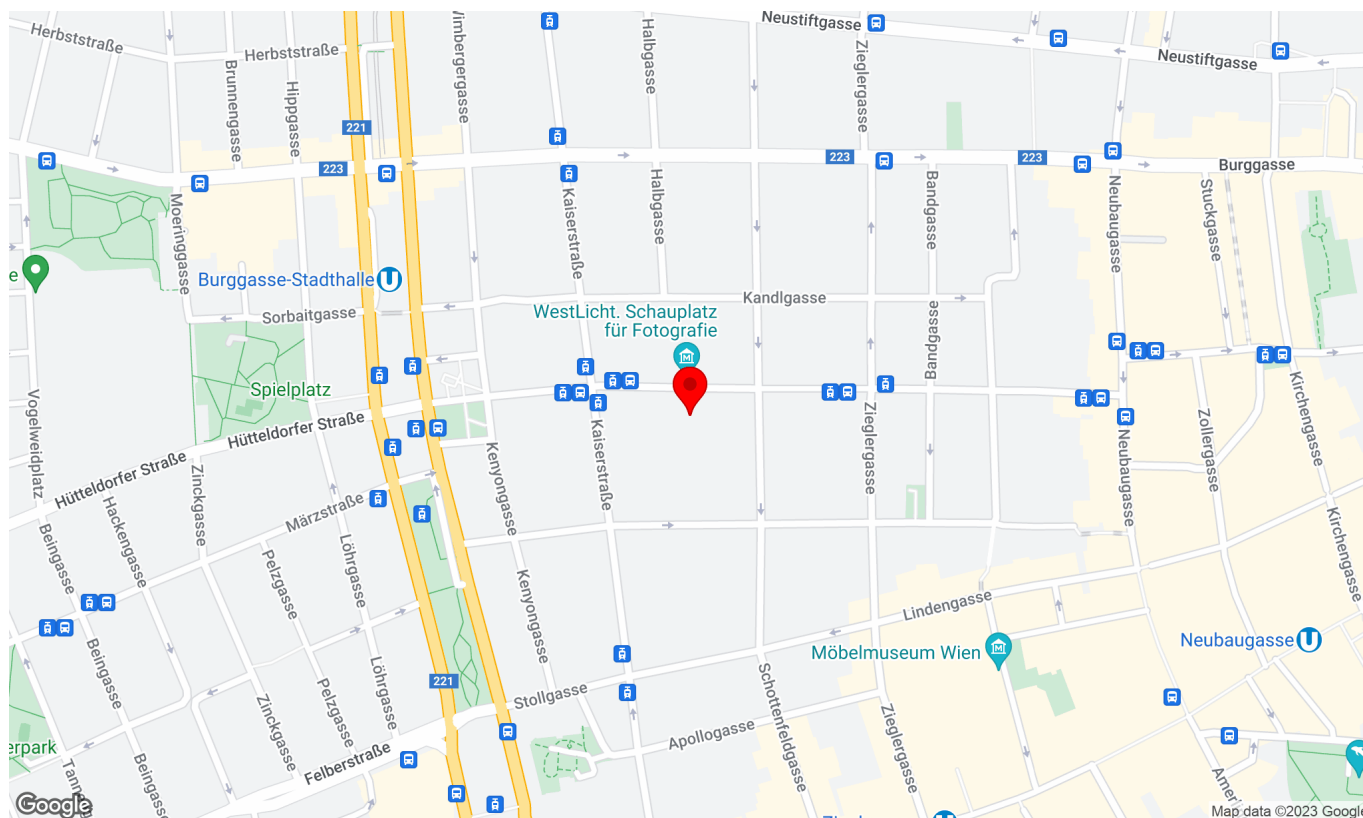 Neustiftgasse
Herbststraße
Herbststraße
Neustiftgasse
Wimbergergasse
Halbgasse
Zieglergasse
Brunnengasse
Hippgasse
221
223
223
223
Burggasse
Moeringgasse
Kaiserstraße
Halbgasse
Bandgasse
Neubaugasse
Stuckgasse
e
Burggasse-Stadthalle
Kandlgasse
Sorbaitgasse
WestLicht. Schauplatz
für Fotografie
Bandgasse
Spielplatz
Vogelweidplatz
Hütteldorfer Straße
Hütteldorfer Straße
Kaiserstraße
Zieglergasse
Neubaugasse
Zollergasse
Kirchengasse
Kirchengasse
Zinckgasse
Hackengasse
Märzstraße
Kenyongasse
Beingasse
Pelzgasse
Löhrgasse
Kenyongasse
Lindengasse
Beingasse
Möbelmuseum Wien
Neubaugasse
Löhrgasse
Pelzgasse
Zinckgasse
221
Stollgasse
Schottenfeldgasse
Zieglergasse
Apollogasse
erpark
Beingasse
Felberstraße
Google
Map data ©2023 Google